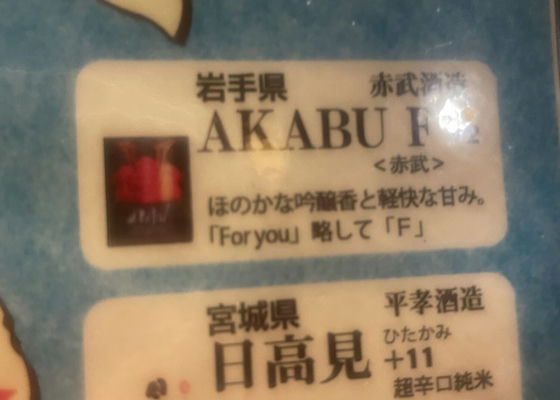 岩手県
赤武酒造
AKABU F
<赤武>
ほのかな吟醸香と軽快な甘み。
「For you」略して「F」
宮城県
平孝酒造
日高見
ひたかみ
+11
超辛口純米